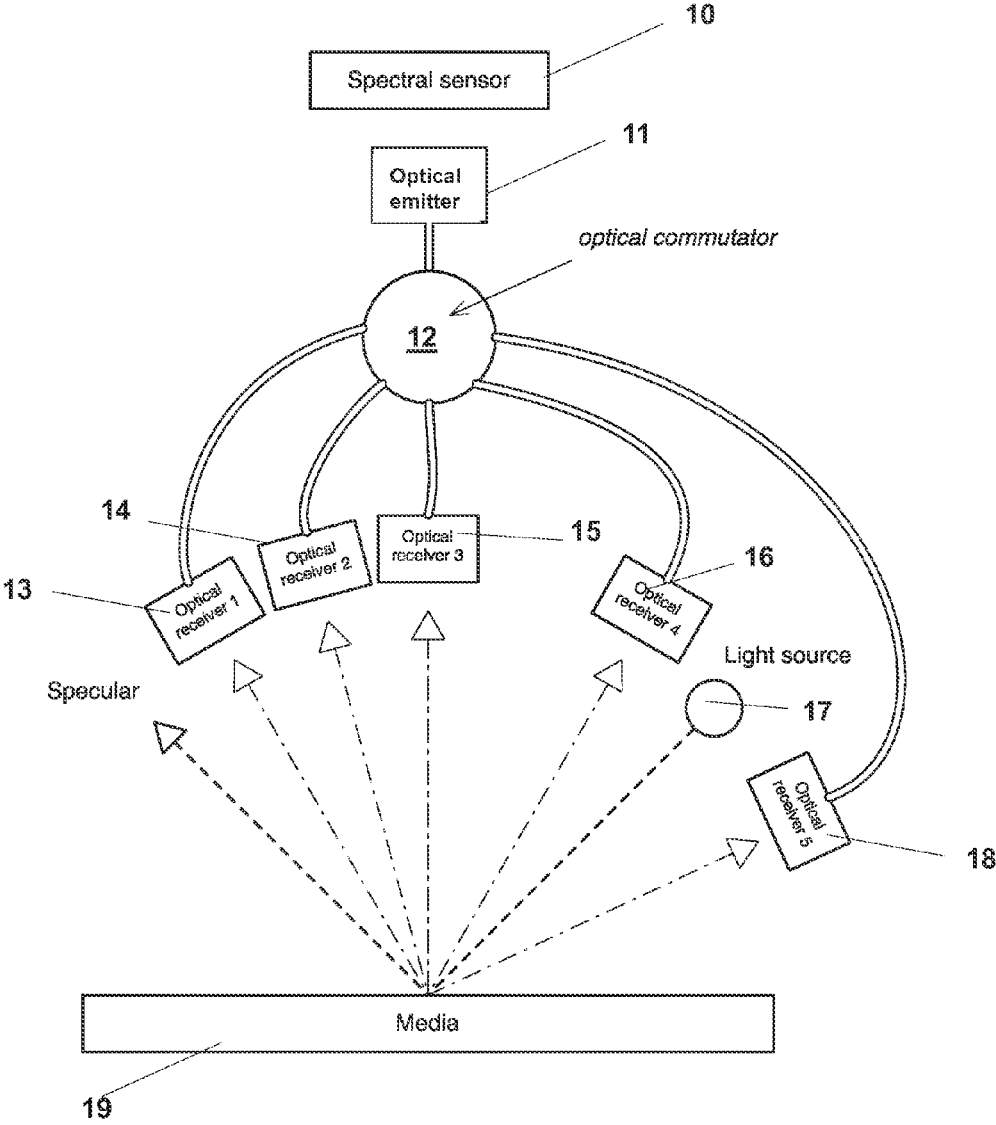 10
Spectral sensor
11
Optical
emitter
optical commutator
12
14
15
16
Optical
receiver 3
Optical
receiver 2
13
Optical
receiver 1
Optical
receiver 4
Light source
Specular
17
Optical
receiver 5
18
Media
19